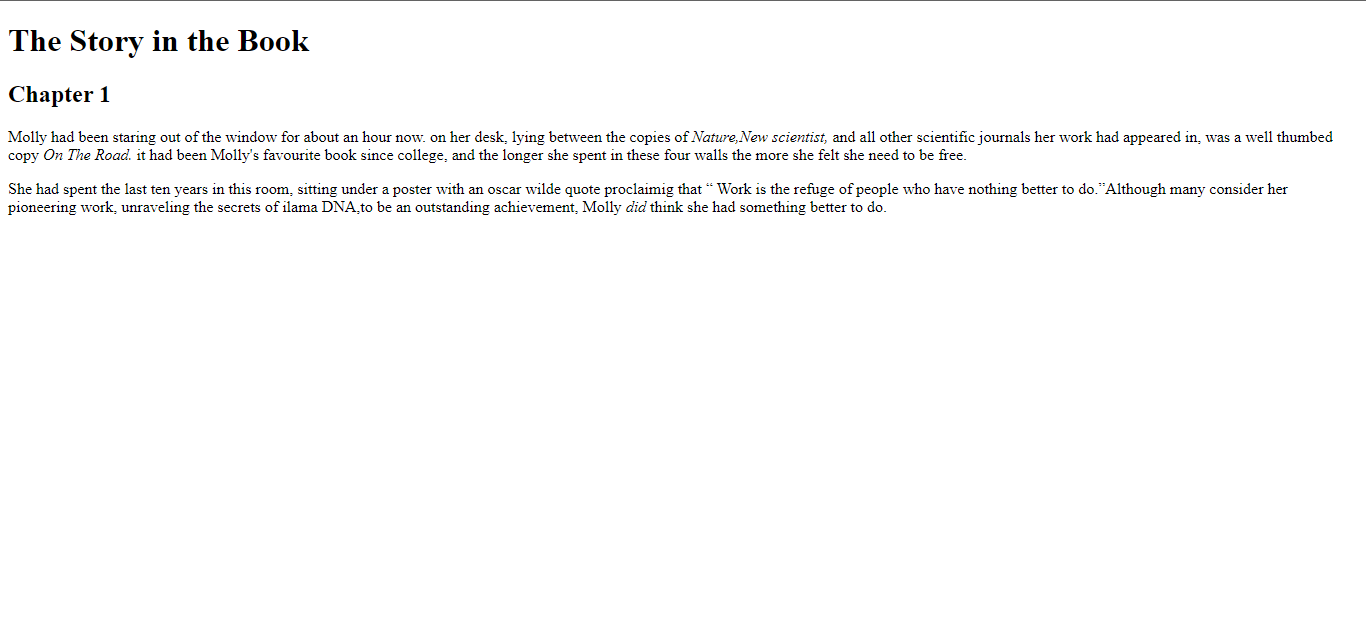 The Story in the Book
Chapter 1
Molly had been staring out of the window for about an hour now. on her desk, lying between the copies of Nature,New scientist, and all other scientific journals her work had appeared in, was a well thumbed
copy On The Road. it had been Molly's favourite book since college, and the longer she spent in these four walls the more she felt she need to be free.
She had spent the last ten years in this room, sitting under a poster with an oscar wilde quote proclaimig that “ Work is the refuge of people who have nothing better to do.”Although many consider her
pioneering work, unraveling the secrets of ilama DNA,to be an outstanding achievement, Molly did think she had something better to do.